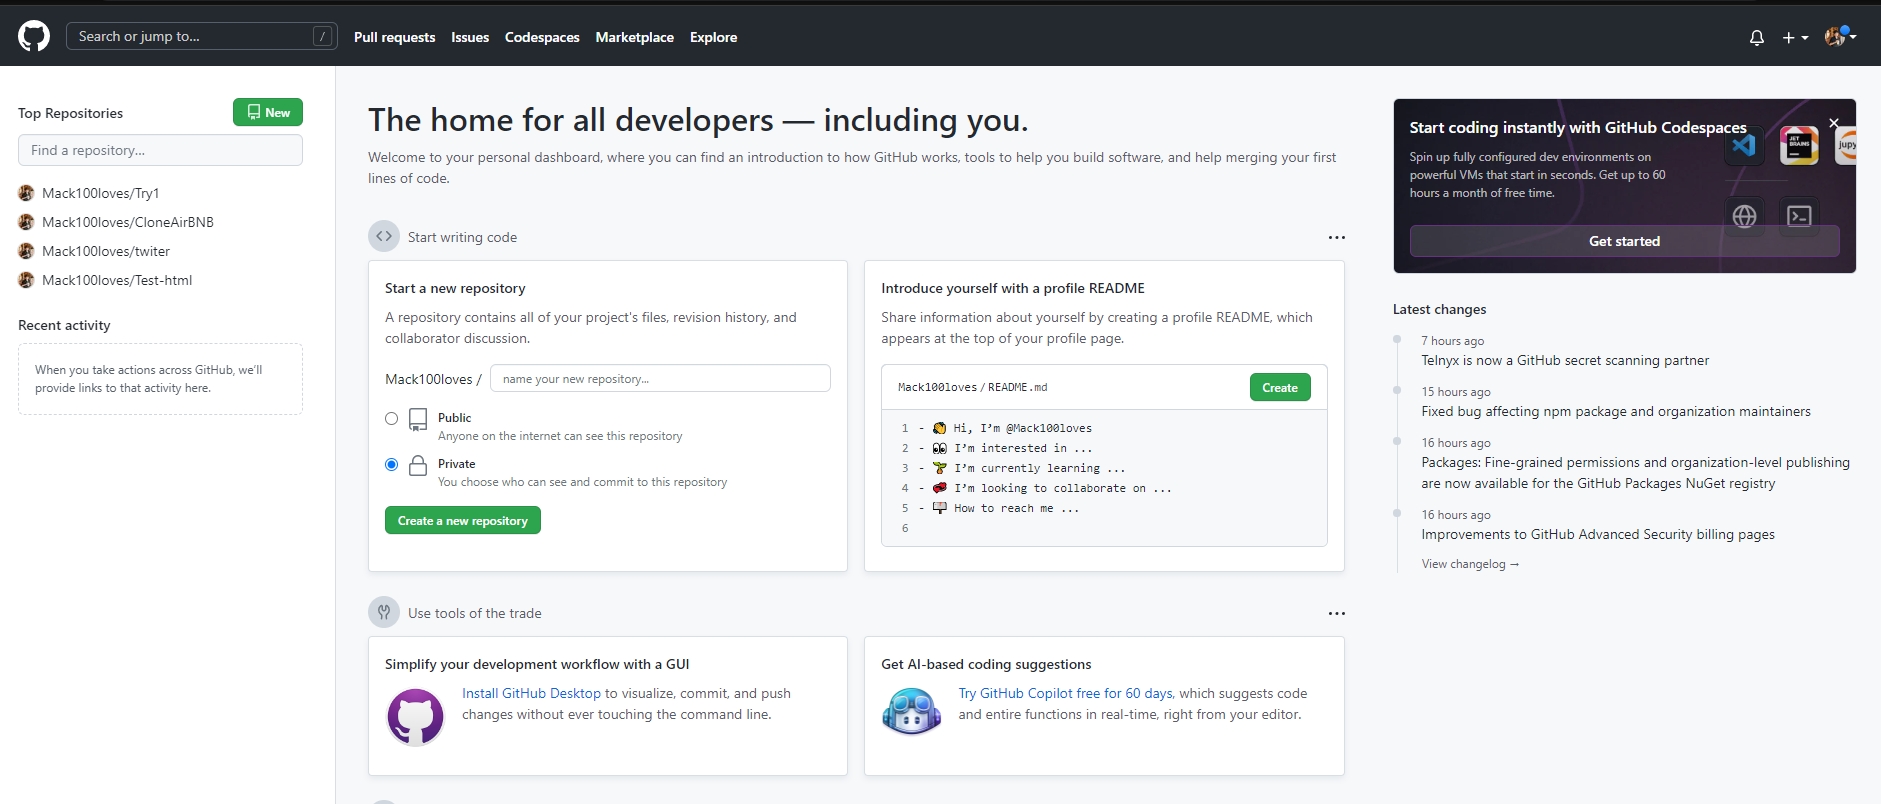 Search or jump to...
/
Pull requests
Issues
Codespaces
Marketplace
Explore
Top Repositories
New
Find a repository...
Mack100loves/Try1
Mack100loves/CloneAirBNB
Mack100loves/twiter
Mack100loves/Test-html
Recent activity
When you take actions across GitHub, we'll
provide links to that activity here.
The home for all developers — including you.
Welcome to your personal dashboard, where you can find an introduction to how GitHub works, tools to help you build software, and help merging your first
lines of code.
Start writing code
Start a new repository
A repository contains all of your project's files, revision history, and
collaborator discussion.
Mack100loves /
name your new repository...
Public
Anyone on the internet can see this repository
Private
You choose who can see and commit to this repository
Create a new repository
Introduce yourself with a profile README
Share information about yourself by creating a profile README, which
appears at the top of your profile page.
Mack100loves / README.md
Create
1 - 👋 Hi, I’m @Mack100loves
2 - 👀 I’m interested in ...
3 - 🌱 I’m currently learning ...
4 - 💞️ I’m looking to collaborate on ...
5 - 📫 How to reach me ...
6
Use tools of the trade
Simplify your development workflow with a GUI
Install GitHub Desktop to visualize, commit, and push
changes without ever touching the command line.
Get AI-based coding suggestions
Try GitHub Copilot free for 60 days, which suggests code
and entire functions in real-time, right from your editor.
Start coding instantly with GitHub Codespaces
Spin up fully configured dev environments on
powerful VMs that start in seconds. Get up to 60
hours a month of free time.
JET
BRAINS
jupy
Get started
Latest changes
7 hours ago
Telnyx is now a GitHub secret scanning partner
15 hours ago
Fixed bug affecting npm package and organization maintainers
16 hours ago
Packages: Fine-grained permissions and organization-level publishing
are now available for the GitHub Packages NuGet registry
16 hours ago
Improvements to GitHub Advanced Security billing pages
View changelog →